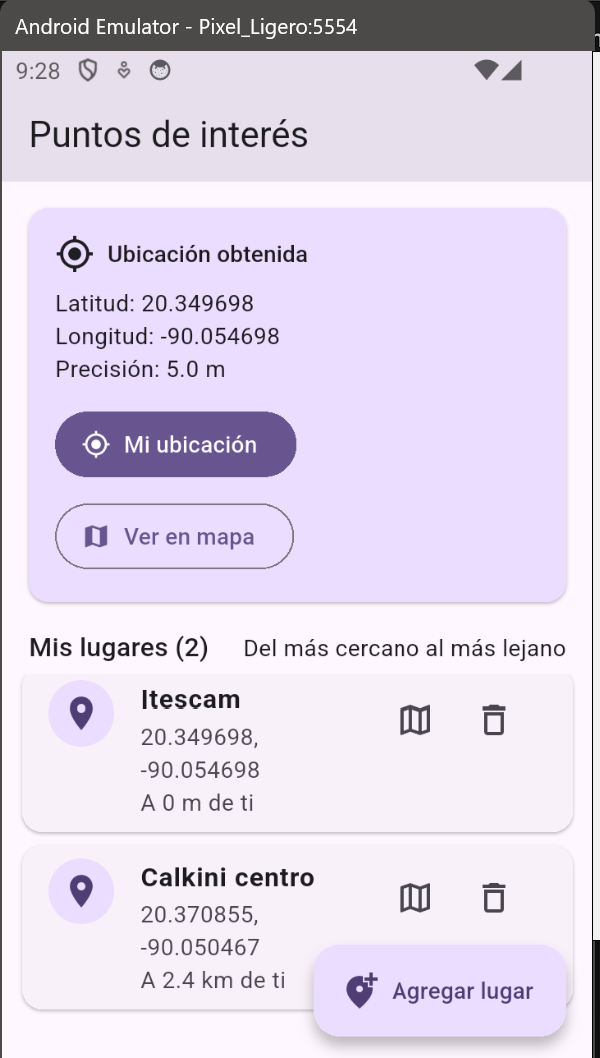 Android Emulator - Pixel_Ligero:5554
9:28
Puntos de interés
Ubicación obtenida
Latitud: 20.349698
Longitud: -90.054698
Precisión: 5.0 m
Mi ubicación
Ver en mapa
Mis lugares (2) Del más cercano al más lejano
Itescam
20.349698,
-90.054698
A 0 m de ti
Calkini centro
20.370855,
-90.050467
A 2.4 km de ti
Agregar lugar